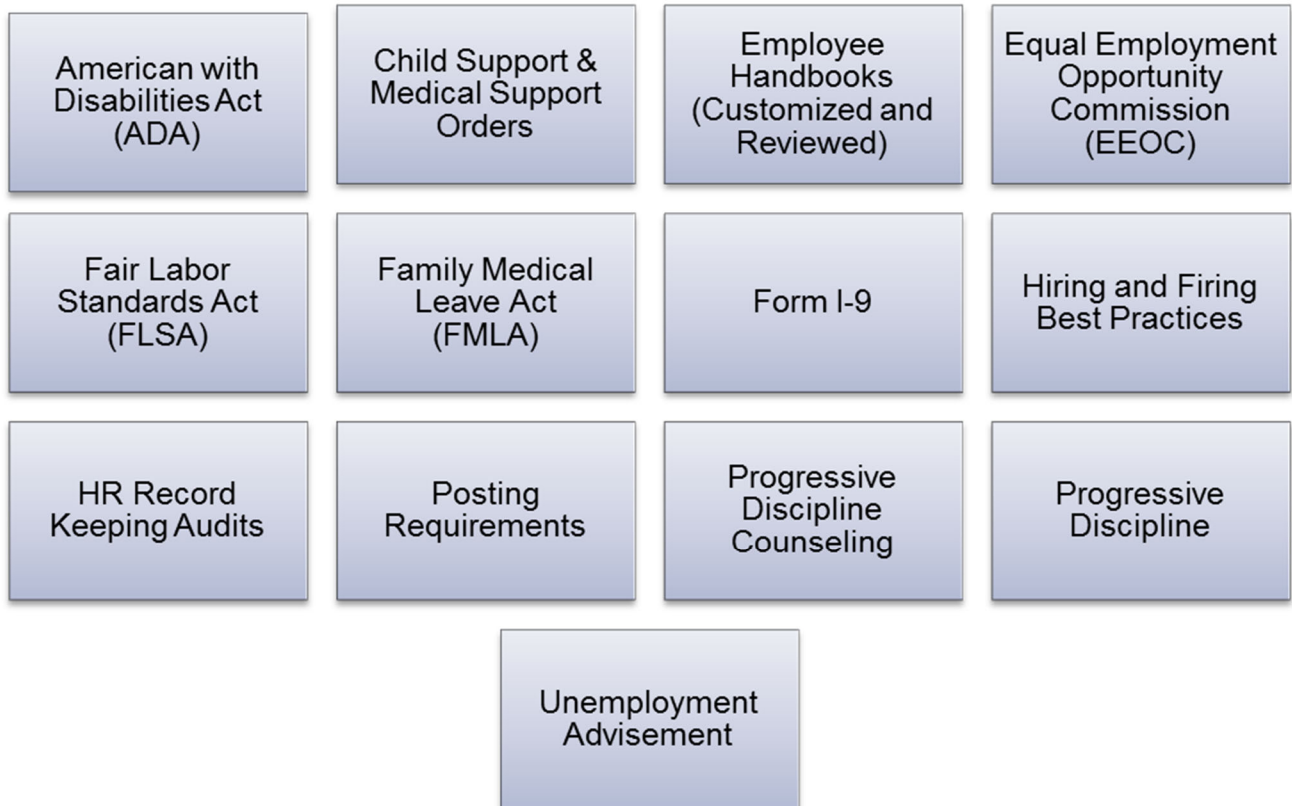 American with
Disabilities Act
(ADA)
Child Support &
Medical Support
Orders
Employee
Handbooks
(Customized and
Reviewed)
Equal Employment
Opportunity
Commission
(EEOC)
Fair Labor
Standards Act
(FLSA)
Family Medical
Leave Act
(FMLA)
Form I-9
Hiring and Firing
Best Practices
HR Record
Keeping Audits
Posting
Requirements
Progressive
Discipline
Counseling
Progressive
Discipline
Unemployment
Advisement